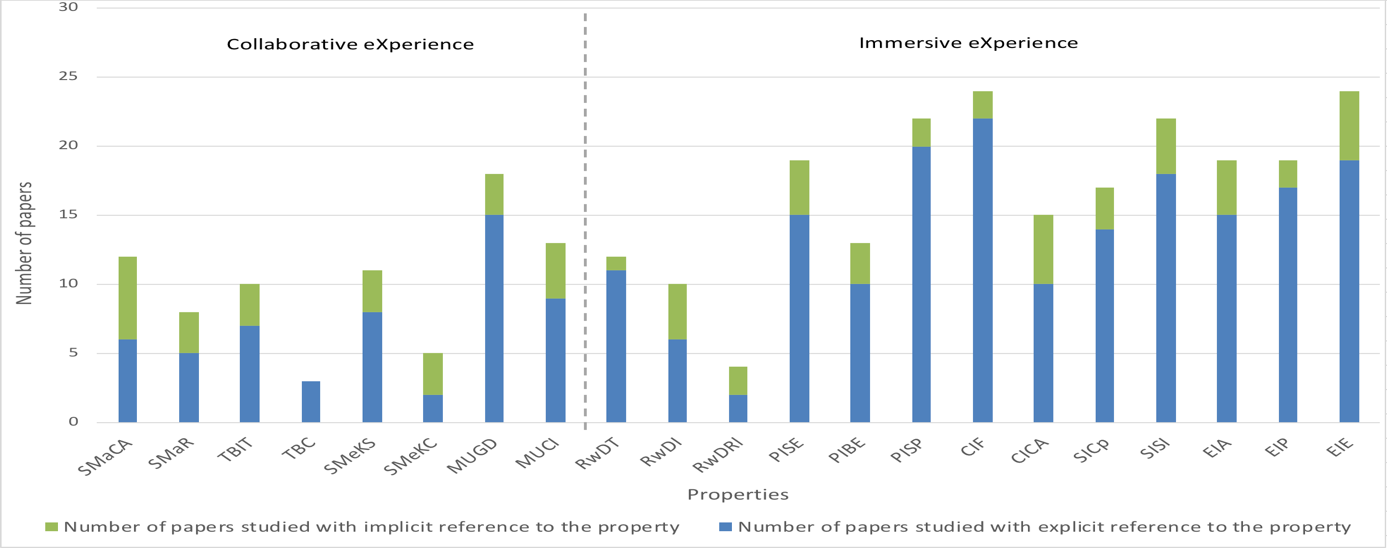 30
Collaborative eXperience
Immersive eXperience
25
20
15
10
5
0
Number of papers
SMaCA
SMaR
TBIT
TBC
SMeKS
SMeKC
MUGD
MUCI
RwDT
RwDI
RwDRI
PISE
PIBE
PISP
CIF
CICA
SICp
SISI
EIA
EIP
EIE
Properties
Number of papers studied with implicit reference to the property
Number of papers studied with explicit reference to the property